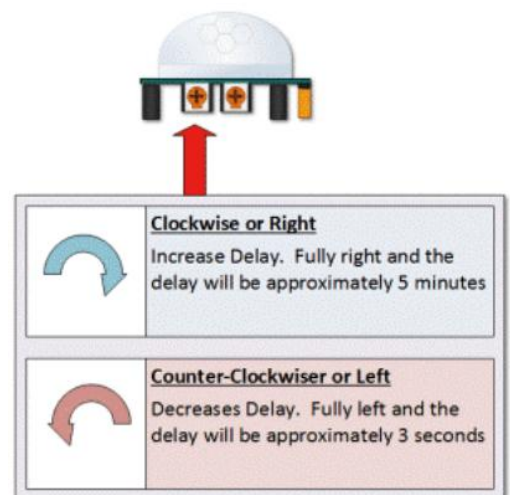 Clockwise or Right
Increase Delay. Fully right and the
delay will be approximately 5 minutes
Counter-Clockwiser or Left
Decreases Delay. Fully left and the
delay will be approximately 3 seconds